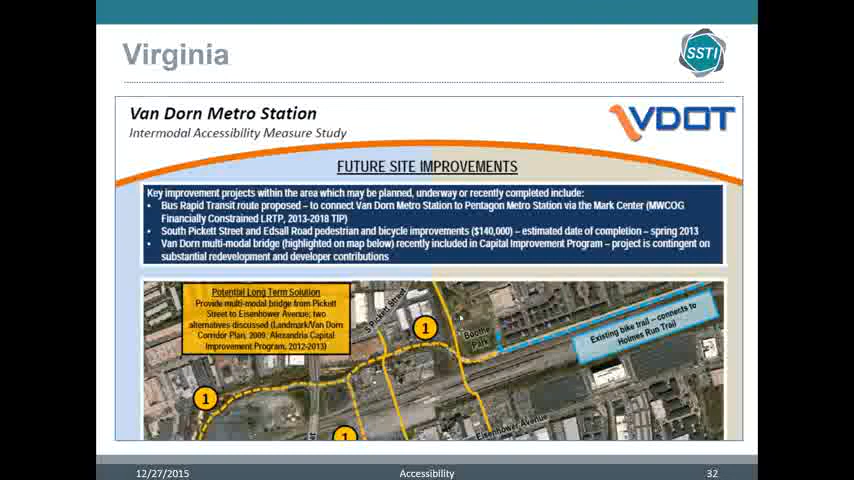 Virginia
SSTI
Van Dorn Metro Station
Intermodal Accessibility Measure Study
VDOT
FUTURE SITE IMPROVEMENTS
Key improvement projects within the area which may be planned, underway or recently completed include:
• Bus Rapid Transit route proposed – to connect Van Dorn Metro Station to Pentagon Metro Station via the Mark Center (MWCOG
Financially Constrained LRTP, 2013-2018 TIP)
• South Pickett Street and Edsall Road pedestrian and bicycle improvements ($140,000) – estimated date of completion – spring 2013
• Van Dorn multi-modal bridge (highlighted on map below) recently included in Capital Improvement Program – project is contingent on
substantial redevelopment and developer contributions
Potential Long Term Solution
Provide multi-modal bridge from Pickett
Street to Eisenhower Avenue; two
alternatives discussed (Landmark/Van Dorn
Corridor Plan, 2009, Alexandria Capital
Improvement Program, 2012-2013)
S Pickett Street
1
Boothe
Park
Existing bike trail – connects to
Holmes Run Trail
1
Eisenhower Avenue
1
12/27/2015
Accessibility
32